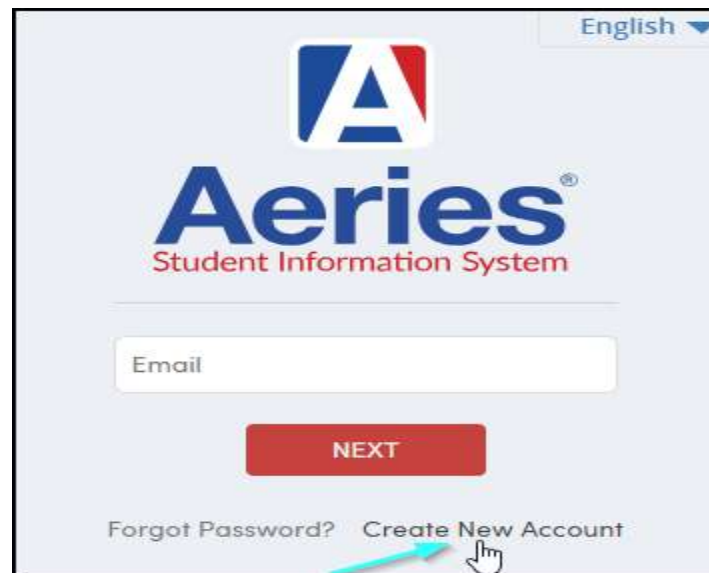 English
A
Aeries®
Student Information System
Email
NEXT
Forgot Password? Create New Account